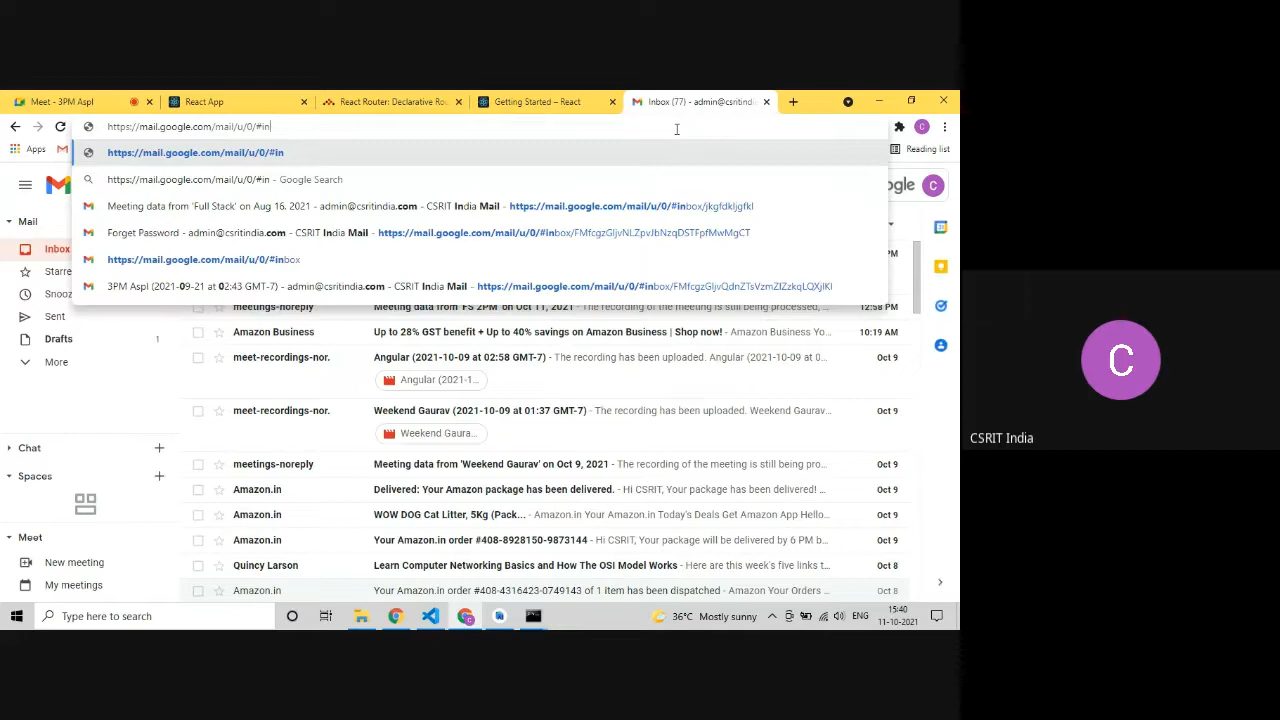 Meet - 3PM Aspl
React App
React Router: Declarative Ro
Getting Started – React
Inbox (77) - admin@csritindi
https://mail.google.com/mail/u/0/#in
Apps
Reading list
https://mail.google.com/mail/u/0/#in
https://mail.google.com/mail/u/0/#in - Google Search
Meeting data from 'Full Stack' on Aug 16, 2021 - admin@csritindia.com - CSRIT India Mail - https://mail.google.com/mail/u/0/#inbox/jkgfdkljgfkl
Forget Password - admin@csritindia.com - CSRIT India Mail - https://mail.google.com/mail/u/0/#inbox/FMfcgzGljvNLZpvJbNzqDSTFpfMwMgCT
https://mail.google.com/mail/u/0/#inbox
3PM Aspl (2021-09-21 at 02:43 GMT-7) - admin@csritindia.com - CSRIT India Mail -
ogle
C
Mail
Inbox
Starre
Snooz
Sent
Drafts 1
More
Chat
Spaces
Meet
New meeting
My meetings
PM
meetings-noreply Meeting data from 'FS 2PM' on Oct 11, 2021 - The recording of the meeting is still being processed, ... 12:58 PM
Amazon Business Up to 28% GST benefit + Up to 40% savings on Amazon Business | Shop now! - Amazon Business Yo... 10:19 AM
meet-recordings-nor. Angular (2021-10-09 at 02:58 GMT-7) - The recording has been uploaded. Angular (2021-10-09 at 0... Oct 9
Angular (2021-1...
meet-recordings-nor. Weekend Gaurav (2021-10-09 at 01:37 GMT-7) - The recording has been uploaded. Weekend Gaurav... Oct 9
Weekend Gaura...
meetings-noreply Meeting data from 'Weekend Gaurav' on Oct 9, 2021 - The recording of the meeting is still being pro... Oct 9
Amazon.in Delivered: Your Amazon package has been delivered. - Hi CSRIT, Your package has been delivered! ... Oct 9
Amazon.in WOW DOG Cat Litter, 5Kg (Pack... - Amazon.in Your Amazon.in Today's Deals Get Amazon App Hello... Oct 9
Amazon.in Your Amazon.in order #408-8928150-9873144 - Hi CSRIT, Your package will be delivered by 6 PM b... Oct 9
Quincy Larson Learn Computer Networking Basics and How The OSI Model Works - Here are this week's five links t... Oct 8
Amazon.in Your Amazon.in order #408-4316423-0749143 of 1 item has been dispatched - Amazon Your Orders ... Oct 8
Type here to search
36°C Mostly sunny
ENG
15:40
11-10-2021
C
CSRIT India